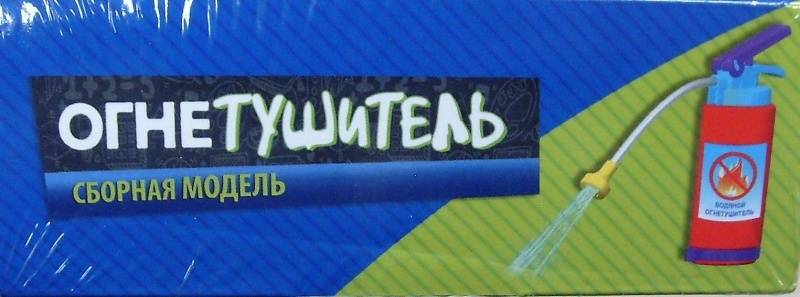 ОГНЕТУШИТЕЛЬ
СБОРНАЯ МОДЕЛЬ
ВОДЯНОЙ
ОГНЕТУШИТЕЛЬ